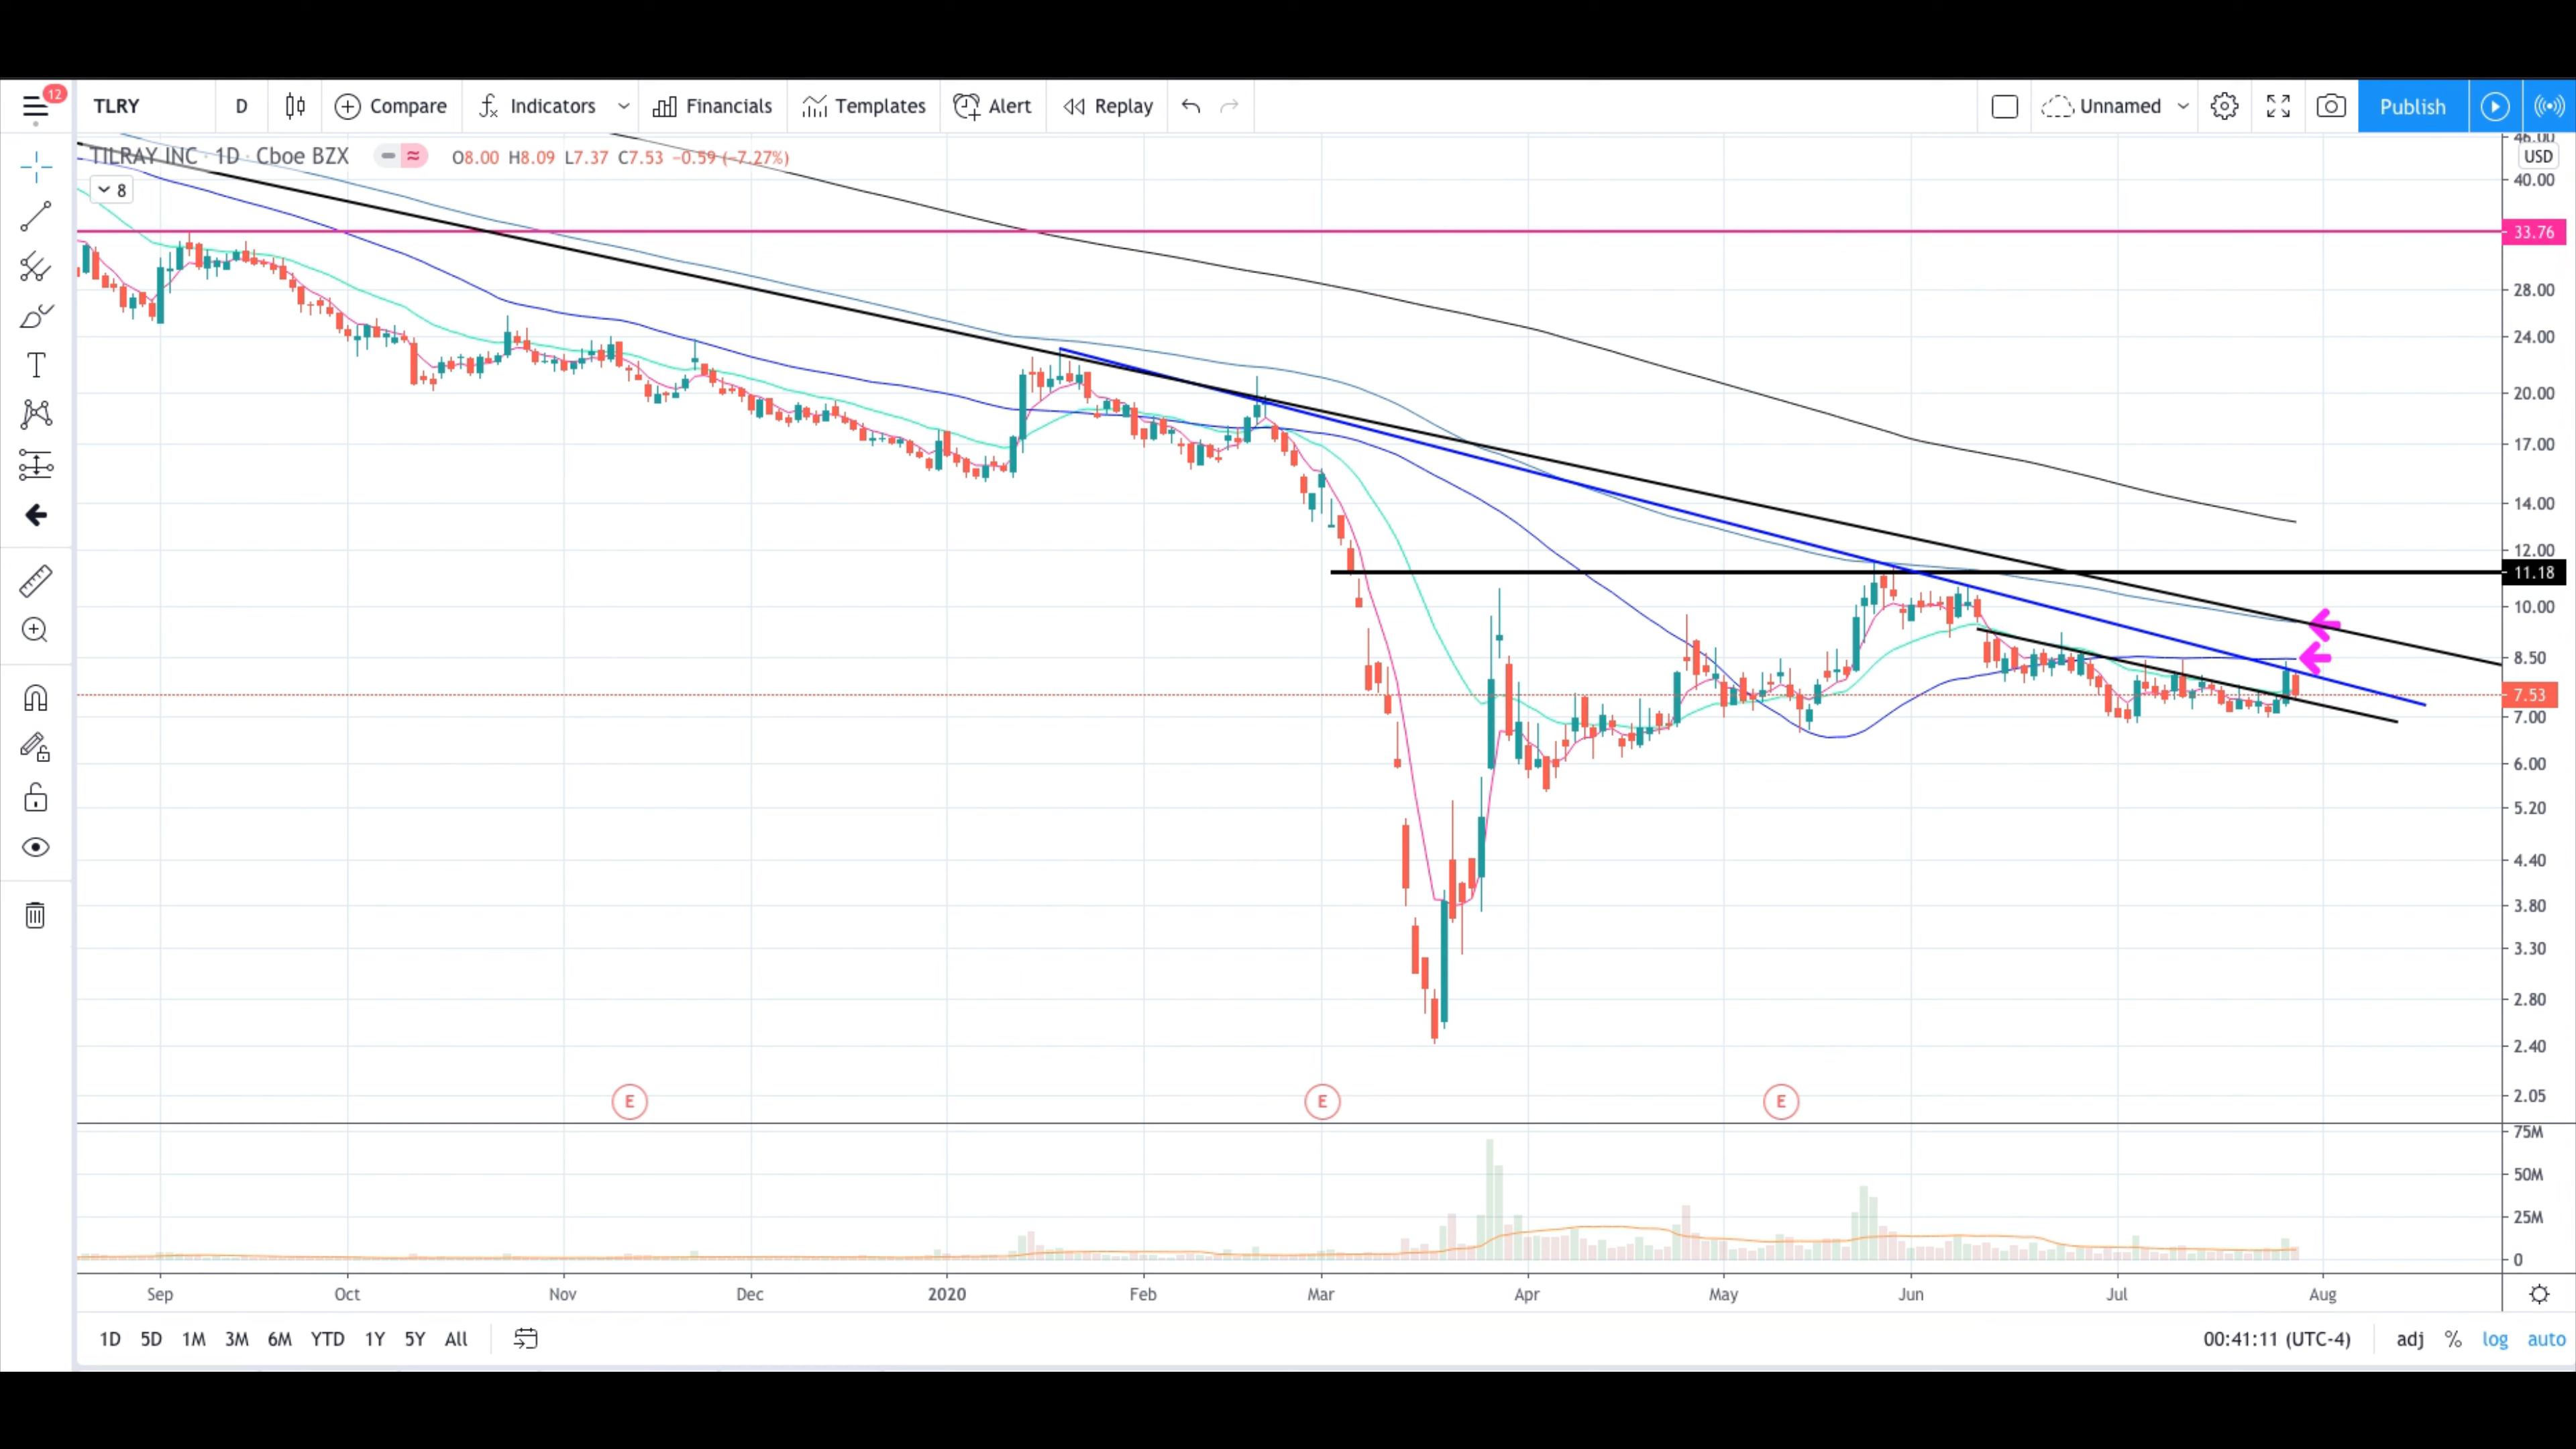 12
TLRY D Compare Indicators Financials Templates Alert Replay Unnamed Publish
TILRAY INC · 1D · Cboe BZX O8.00 H8.09 L7.37 C7.53 −0.59 (−7.27%)
8
46.00
USD
40.00
33.76
28.00
24.00
20.00
17.00
14.00
12.00
11.18
10.00
8.50
7.53
7.00
6.00
5.20
4.40
3.80
3.30
2.80
2.40
2.05
E E E
75M
50M
25M
0
Sep Oct Nov Dec 2020 Feb Mar Apr May Jun Jul Aug
1D 5D 1M 3M 6M YTD 1Y 5Y All 00:41:11 (UTC-4) adj % log auto